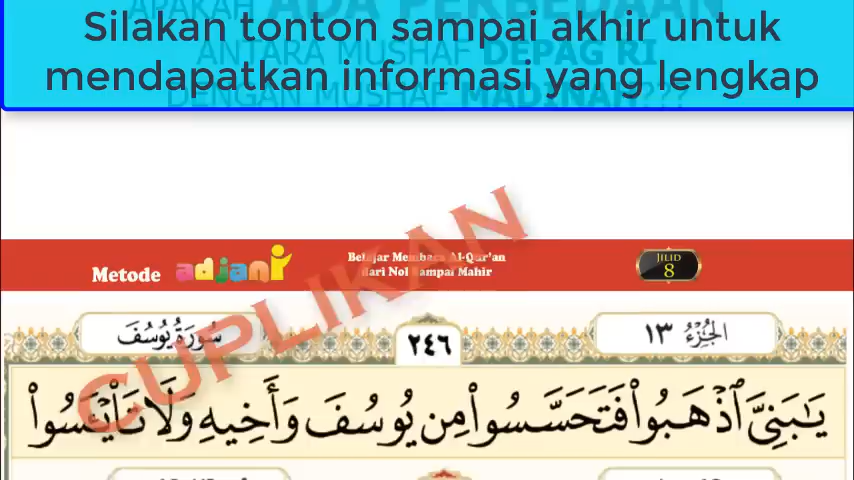 APAKAH ADA PERBEDAAN
Silakan tonton sampai akhir untuk
ANTARA MUSHAF DEPAG RI
mendapatkan informasi yang lengkap
DENGAN MUSHAF MADINAH???
CUPLIKAN
Metode adjani
Belajar Membaca Al-Qur'an
dari Nol Sampai Mahir
JILID
8
سُورَةُ يُوسُفَ
٢٤٦
الجُزْءُ ١٣
يَٰبَنِيَّ ٱذْهَبُوا۟ فَتَحَسَّسُوا۟ مِن يُوسُفَ وَأَخِيهِ وَلَا تَا۟يْـَٔسُوا۟